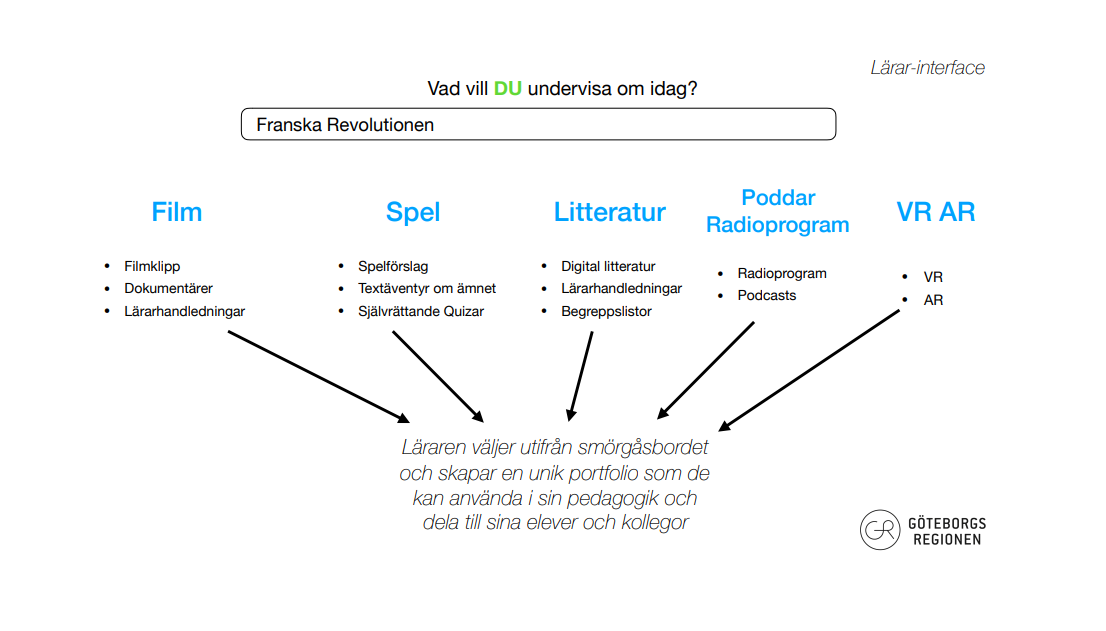 Lärar-interface
Vad vill DU undervisa om idag?
Franska Revolutionen
Film
• Filmklipp
• Dokumentärer
• Lärarhandledningar
Spel
• Spelförslag
• Textäventyr om ämnet
• Självrättande Quizar
Litteratur
• Digital litteratur
• Lärarhandledningar
• Begreppslistor
Poddar
Radioprogram
• Radioprogram
• Podcasts
VR AR
• VR
• AR
Läraren väljer utifrån smörgåsbordet
och skapar en unik portfolio som de
kan använda i sin pedagogik och
dela till sina elever och kollegor
GR
GÖTEBORGS
REGIONEN